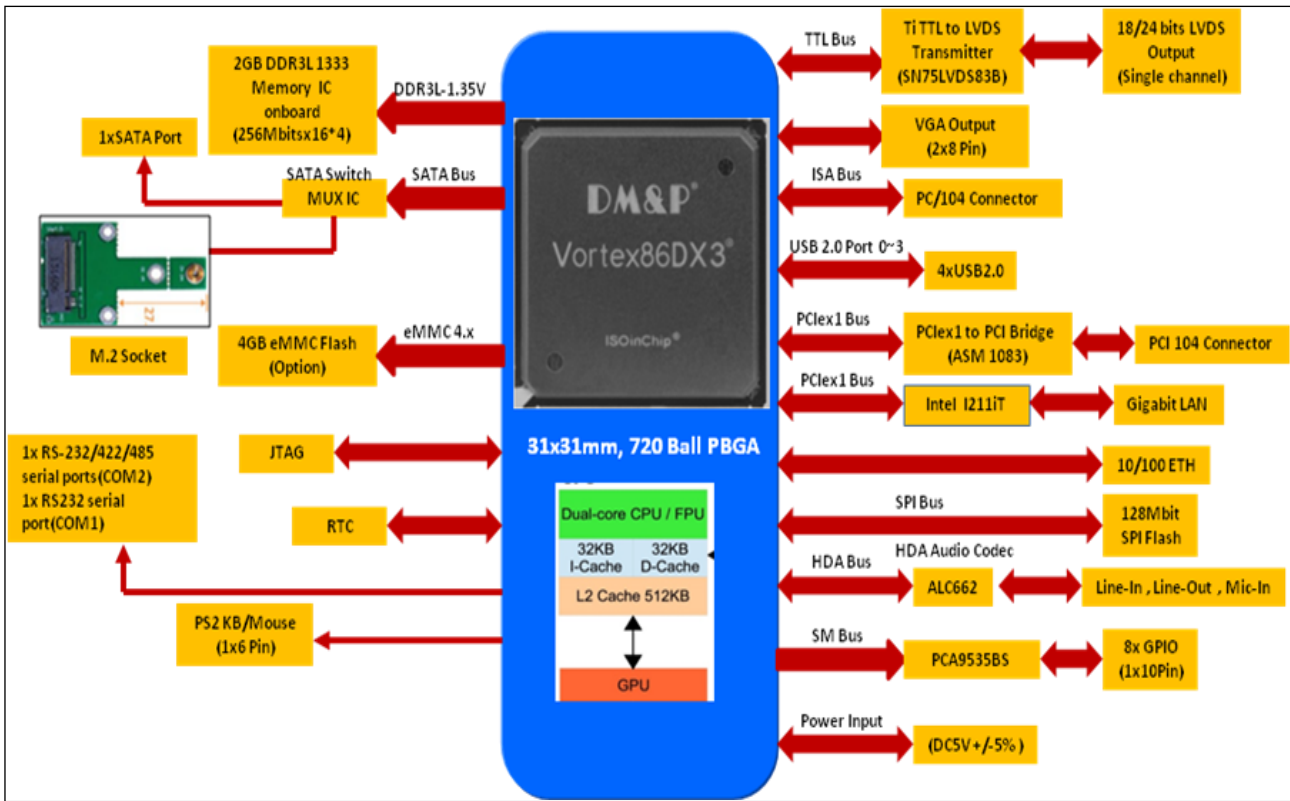 2GB DDR3L 1333
Memory IC
onboard
(256Mbitsx16*4)
DDR3L-1.35V
1xSATA Port
SATA Switch
MUX IC
SATA Bus
27
M.2 Socket
4GB eMMC Flash
(Option)
eMMC 4.x
1x RS-232/422/485
serial ports(COM2)
1x RS232 serial
port(COM1)
JTAG
RTC
PS2 KB/Mouse
(1x6 Pin)
DM&P®
Vortex86DX3®
ISOinChip®
31x31mm, 720 Ball PBGA
Dual-core CPU / FPU
32KB
I-Cache
32KB
D-Cache
L2 Cache 512KB
GPU
TTL Bus
Ti TTL to LVDS
Transmitter
(SN75LVDS83B)
18/24 bits LVDS
Output
(Single channel)
VGA Output
(2x8 Pin)
ISA Bus
PC/104 Connector
USB 2.0 Port 0~3
4xUSB2.0
PCIex1 Bus
PCIex1 to PCI Bridge
(ASM 1083)
PCI 104 Connector
PCIex1 Bus
Intel I211iT
Gigabit LAN
10/100 ETH
SPI Bus
128Mbit
SPI Flash
HDA Bus
HDA Audio Codec
ALC662
Line-In , Line-Out , Mic-In
SM Bus
PCA9535BS
8x GPIO
(1x10Pin)
Power Input
(DC5V +/-5% )